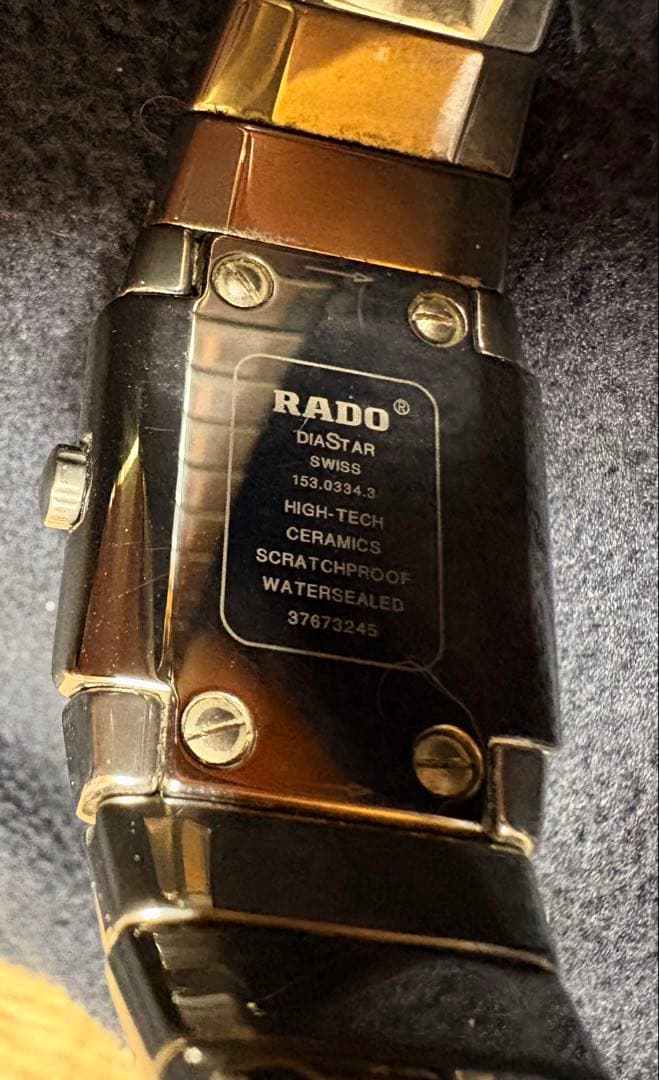 RADO®
DIASTAR
SWISS
153.0334.3
HIGH-TECH
CERAMICS
SCRATCHPROOF
WATERSEALED
37673245